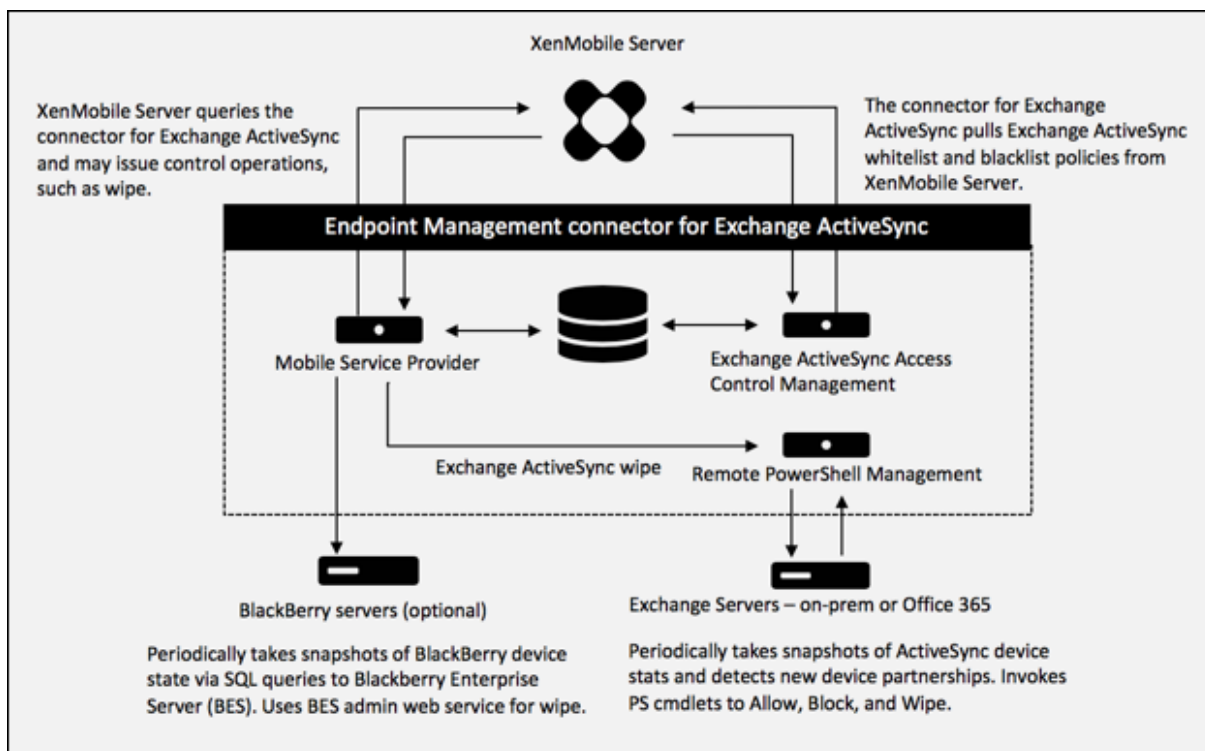 XenMobile Server
XenMobile Server queries the
connector for Exchange ActiveSync
and may issue control operations,
such as wipe.
The connector for Exchange
ActiveSync pulls Exchange ActiveSync
whitelist and blacklist policies from
XenMobile Server.
Endpoint Management connector for Exchange ActiveSync
Mobile Service Provider
Exchange ActiveSync Access
Control Management
Exchange ActiveSync wipe
Remote PowerShell Management
BlackBerry servers (optional)
Periodically takes snapshots of BlackBerry device
state via SQL queries to Blackberry Enterprise
Server (BES). Uses BES admin web service for wipe.
Exchange Servers – on-prem or Office 365
Periodically takes snapshots of ActiveSync device
stats and detects new device partnerships. Invokes
PS cmdlets to Allow, Block, and Wipe.